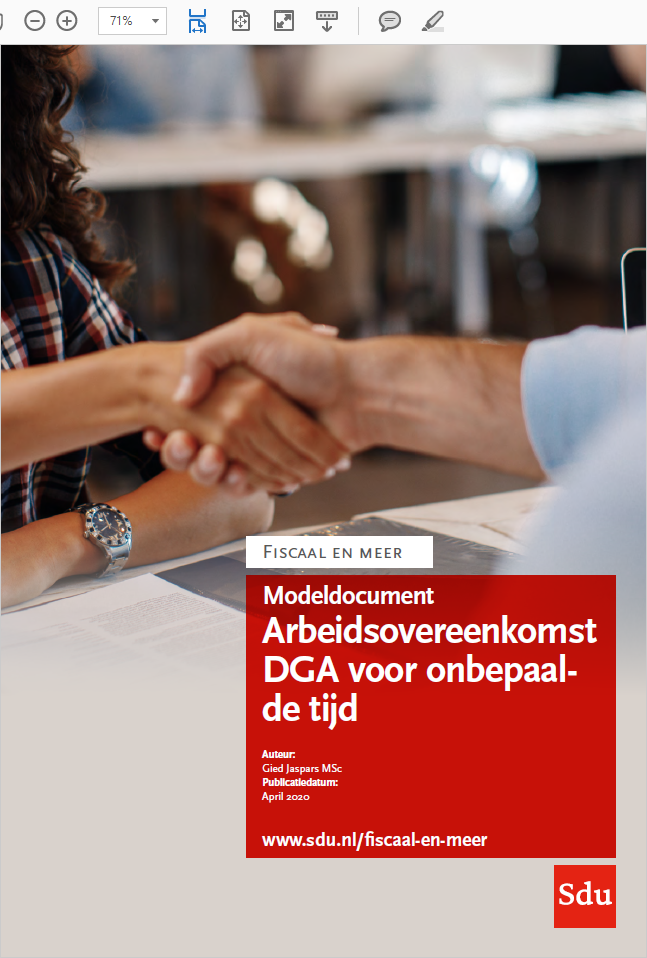 71%
FISCAAL EN MEER
Modeldocument
Arbeidsovereenkomst
DGA voor onbepaal-
de tijd
Auteur:
Gied Jaspars MSc
Publicatiedatum:
April 2020
www.sdu.nl/fiscaal-en-meer
Sdu